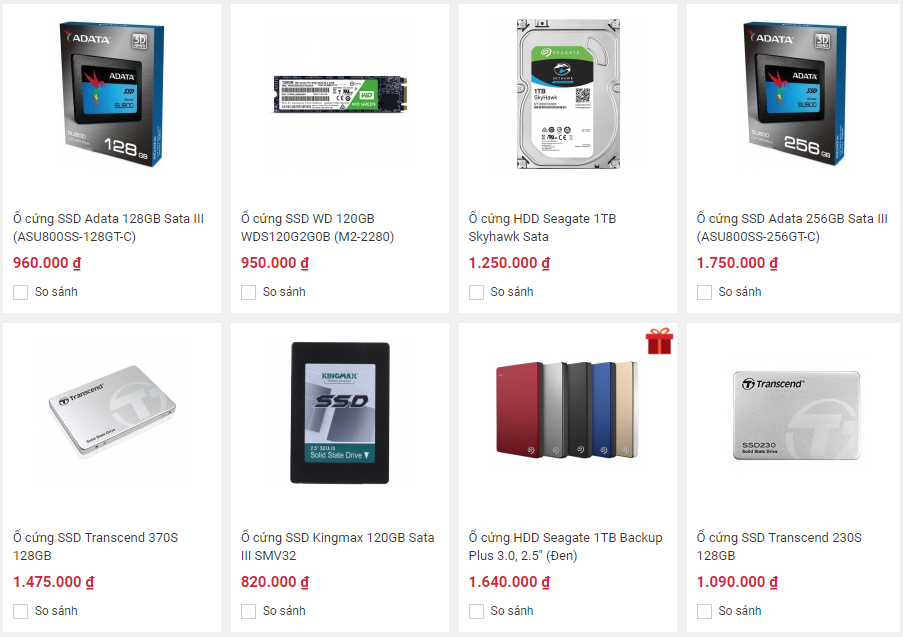 ADATA
3D
NAND
ADATA
SSD
SU800
SU800
128 GB
WD
WD GREEN
SEAGATE
SKYHAWK
1TB
SkyHawk
ADATA
3D
NAND
ADATA
SSD
SU800
SU800
256 GB
Ổ cứng SSD Adata 128GB Sata III
(ASU800SS-128GT-C)
960.000 ₫
So sánh
Ổ cứng SSD WD 120GB
WDS120G2G0B (M2-2280)
950.000 ₫
So sánh
Ổ cứng HDD Seagate 1TB
Skyhawk Sata
1.250.000 ₫
So sánh
Ổ cứng SSD Adata 256GB Sata III
(ASU800SS-256GT-C)
1.750.000 ₫
So sánh
Transcend
Solid State Drive
KINGMAX
SSD
2.5" SATA III
Solid State Drive
Transcend
SSD230
Solid State Drive
Ổ cứng SSD Transcend 370S
128GB
1.475.000 ₫
So sánh
Ổ cứng SSD Kingmax 120GB Sata
III SMV32
820.000 ₫
So sánh
Ổ cứng HDD Seagate 1TB Backup
Plus 3.0, 2.5" (Đen)
1.640.000 ₫
So sánh
Ổ cứng SSD Transcend 230S
128GB
1.090.000 ₫
So sánh